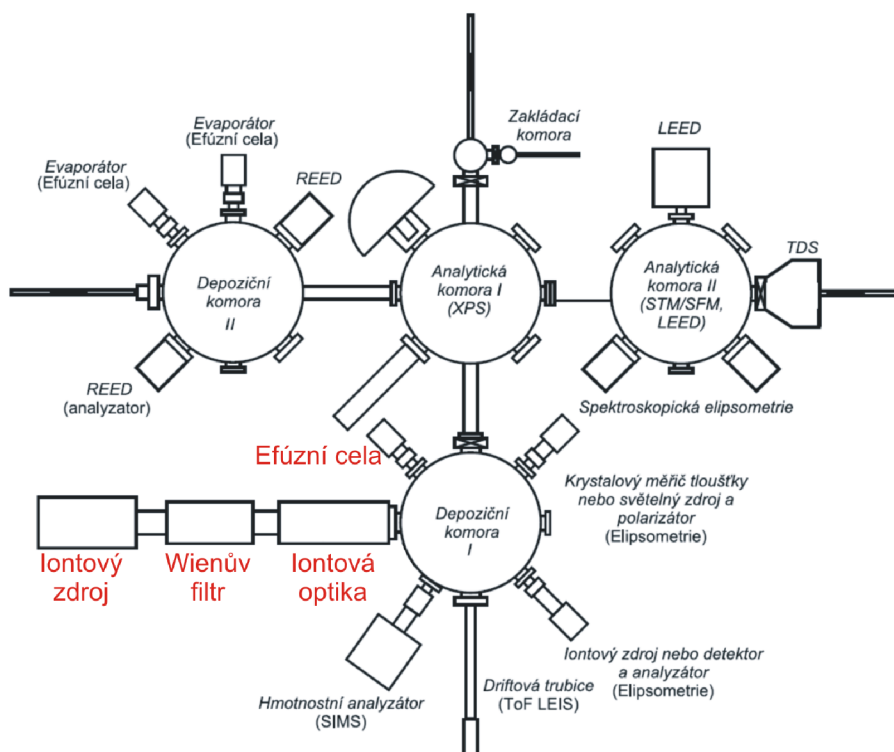 Zakládací
komora
LEED
Evaporátor
(Efúzní cela)
REED
Evaporátor
(Efúzní cela)
TDS
Depoziční
komora
II
Analytická
komora I
(XPS)
Analytická
komora II
(STM/SFM,
LEED)
REED
(analyzator)
Spektroskopická elipsometrie
Efúzní cela
Krystalový měřič tloušťky
nebo světelný zdroj a
polarizátor
(Elipsometrie)
Depoziční
komora
I
Iontový
zdroj
Wienův
filtr
Iontová
optika
Iontový zdroj nebo detektor
a analyzátor
(Elipsometrie)
Hmotnostní analyzátor
(SIMS)
Driftová trubice
(ToF LEIS)